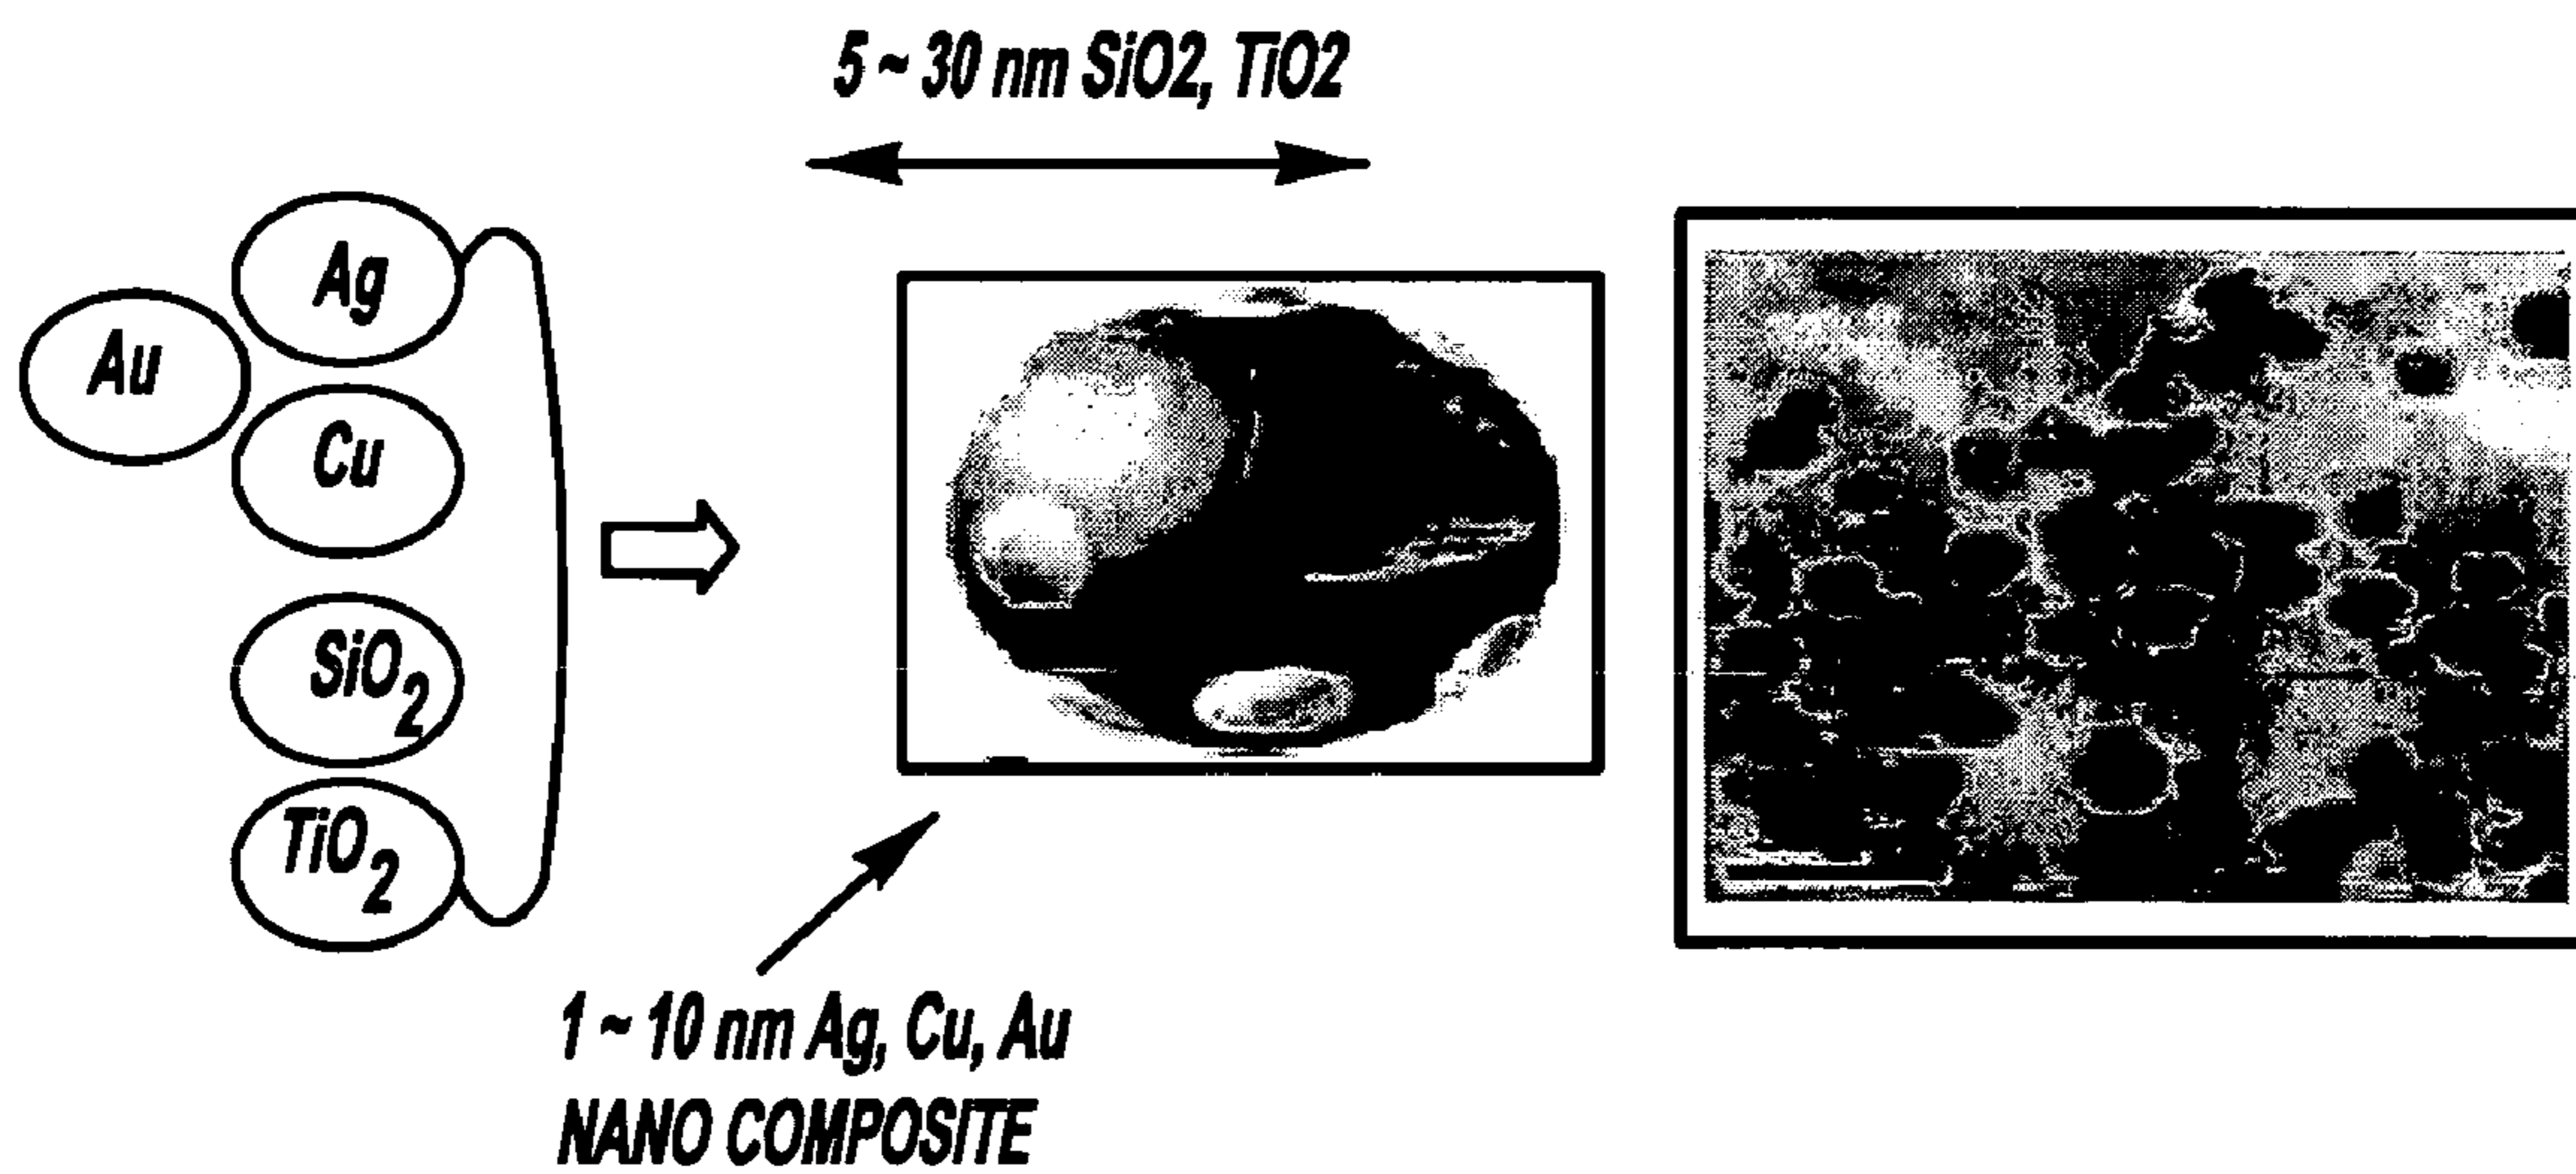 5 ~ 30 nm SiO2, TiO2
Ag
Au
Cu
SiO₂
TiO₂
1 ~ 10 nm Ag, Cu, Au
NANO COMPOSITE